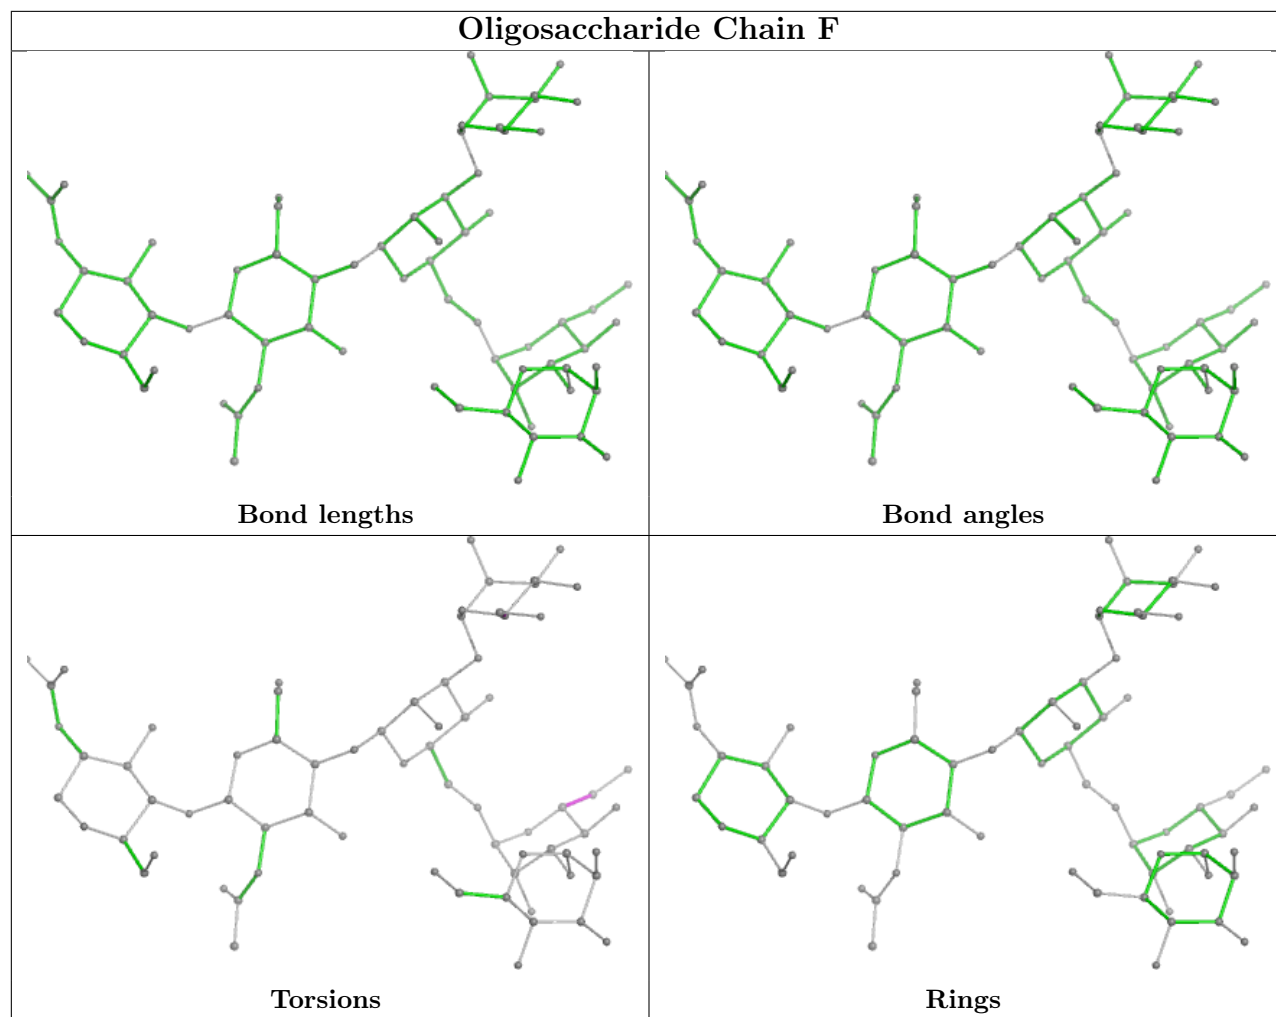 Oligosaccharide Chain F
Bond lengths
Bond angles
Torsions
Rings